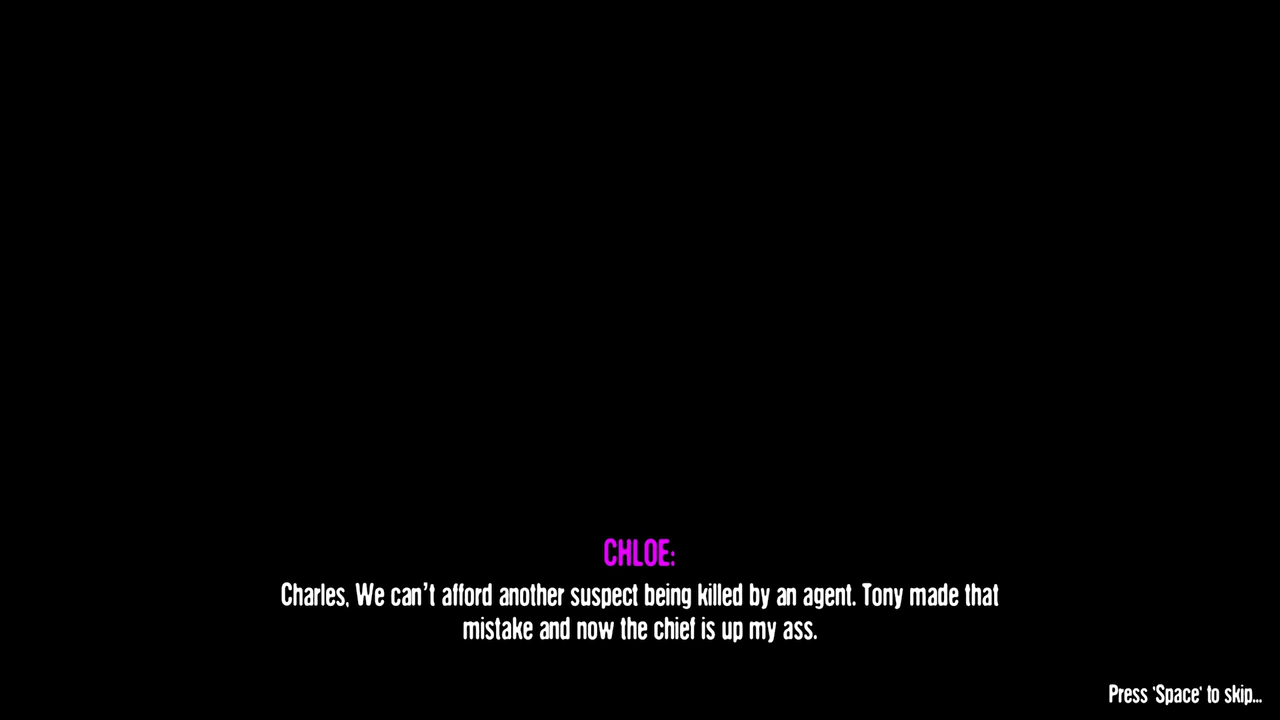 CHLOE:
Charles, We can't afford another suspect being killed by an agent. Tony made that
mistake and now the chief is up my ass.
Press 'Space' to skip...